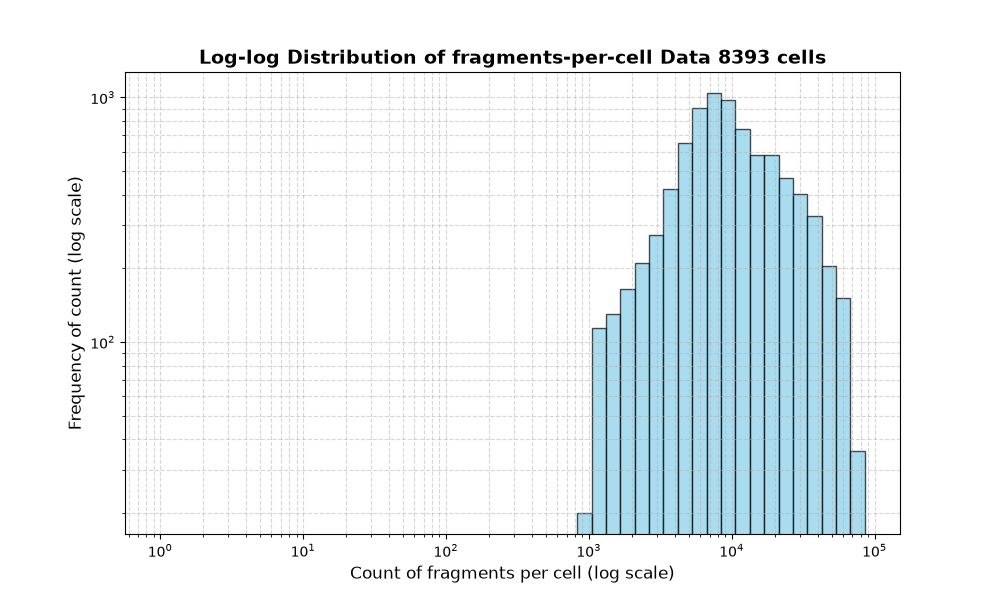 Log-log Distribution of fragments-per-cell Data 8393 cells
Frequency of count (log scale)
10³
10²
10⁰ 10¹ 10² 10³ 10⁴ 10⁵
Count of fragments per cell (log scale)